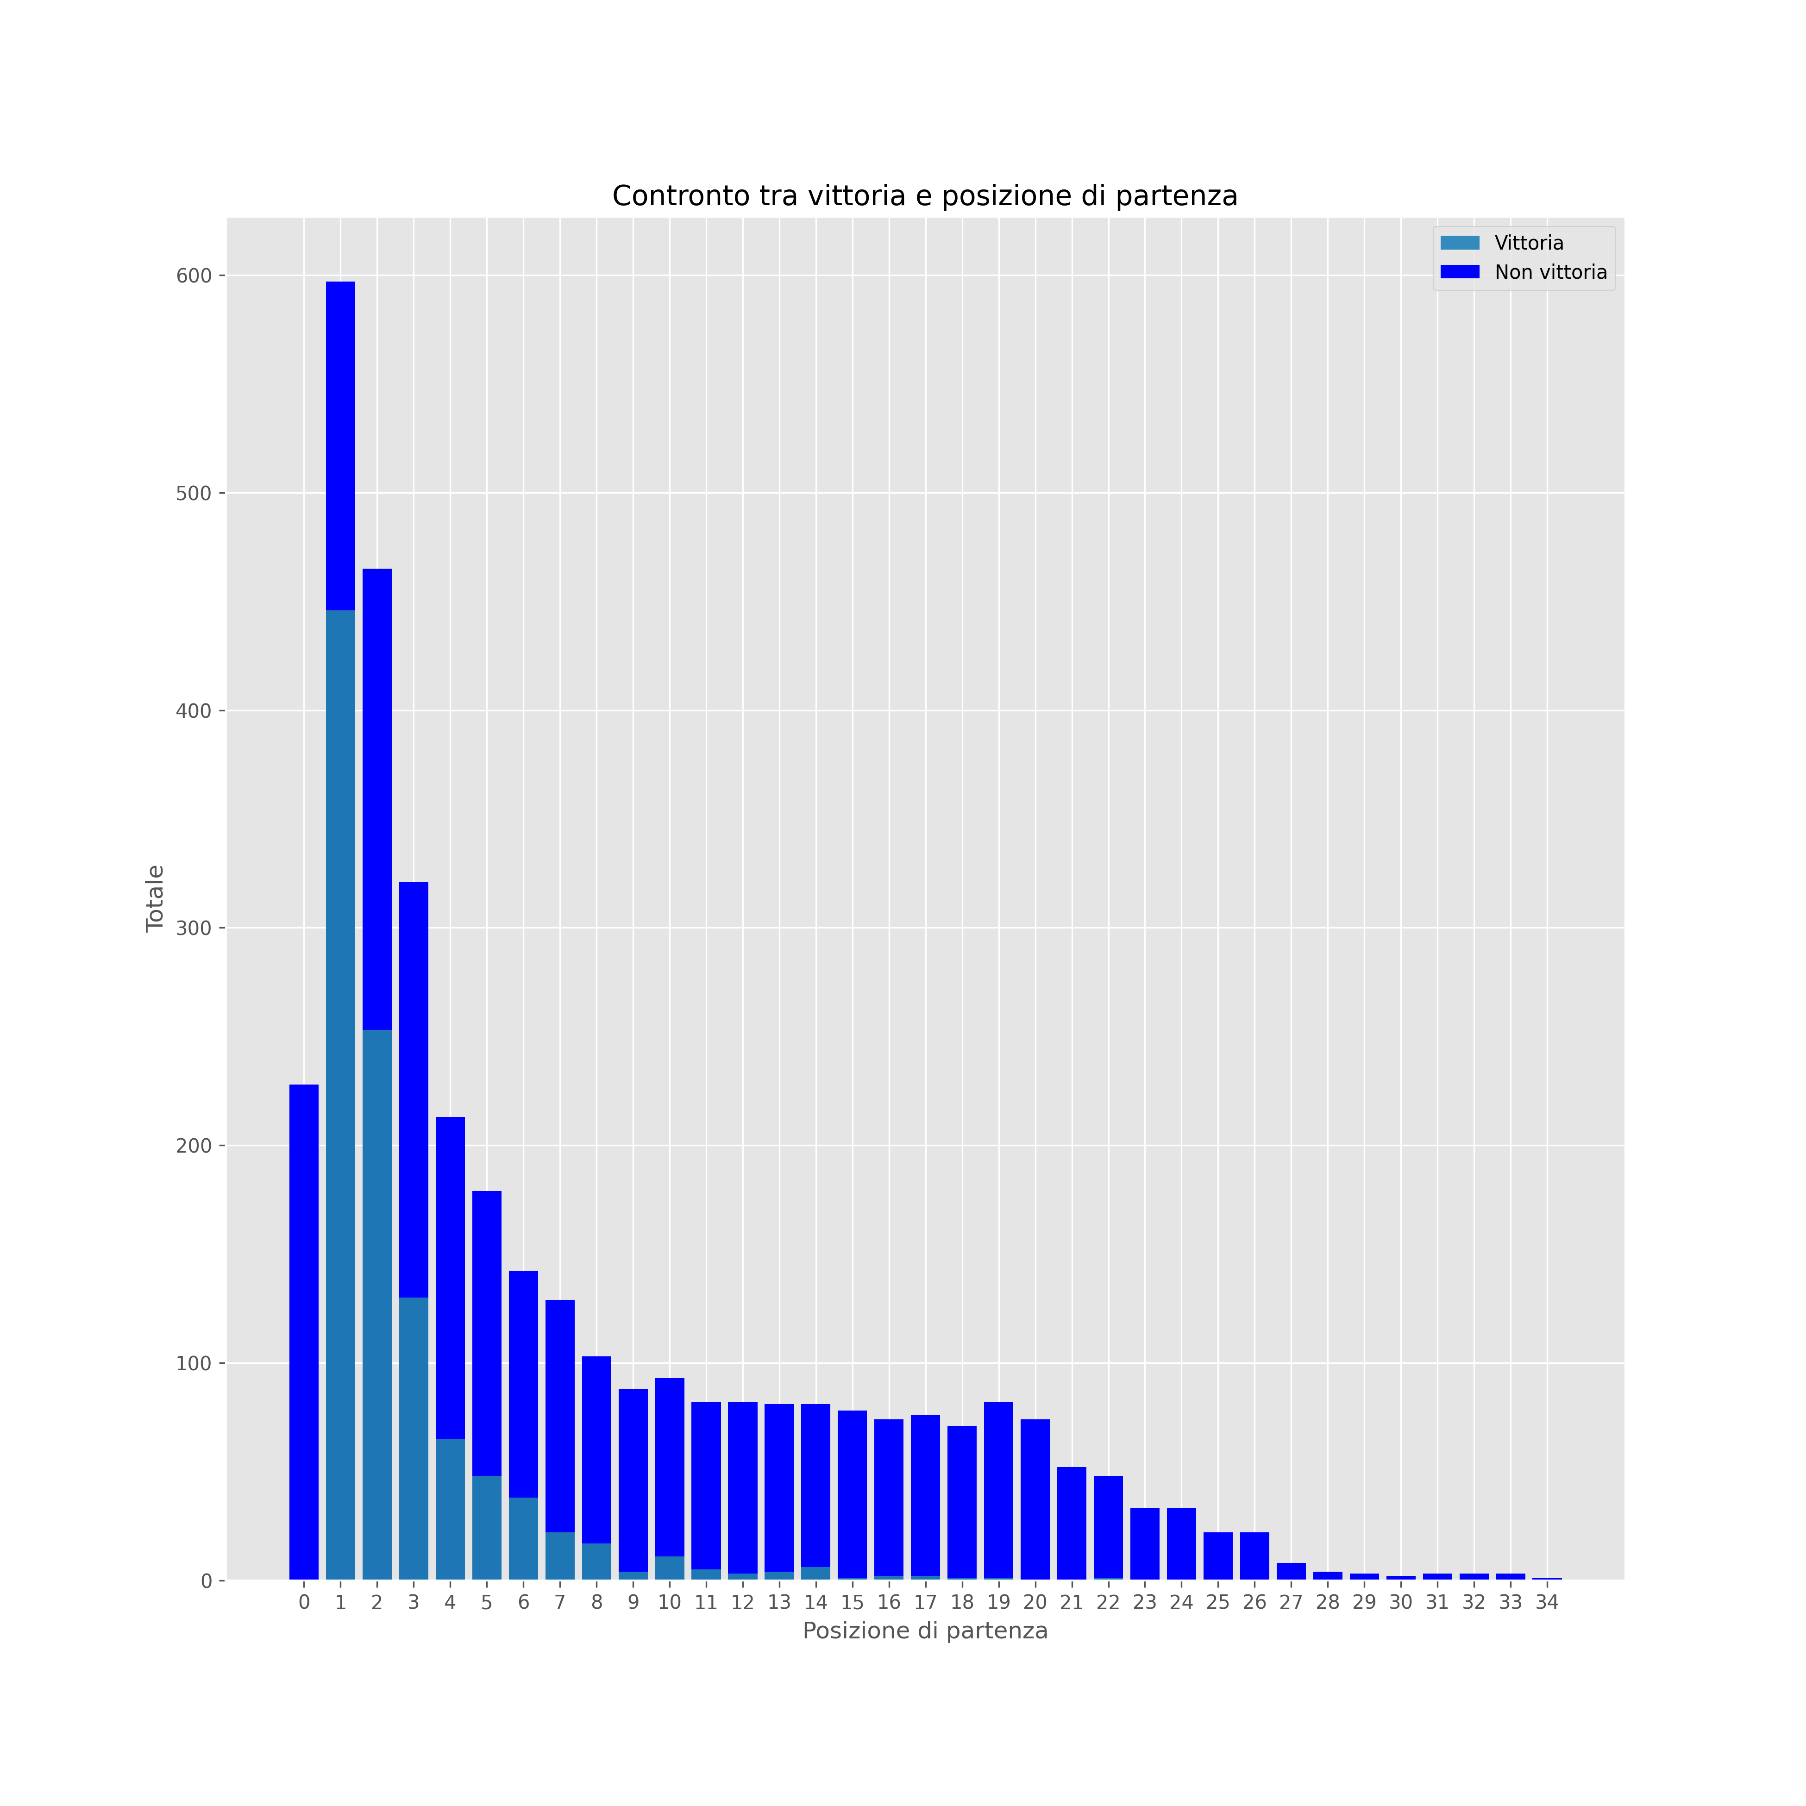 Contronto tra vittoria e posizione di partenza
Vittoria
Non vittoria
600
500
400
300
200
100
0
Totale
0 1 2 3 4 5 6 7 8 9 10 11 12 13 14 15 16 17 18 19 20 21 22 23 24 25 26 27 28 29 30 31 32 33 34
Posizione di partenza